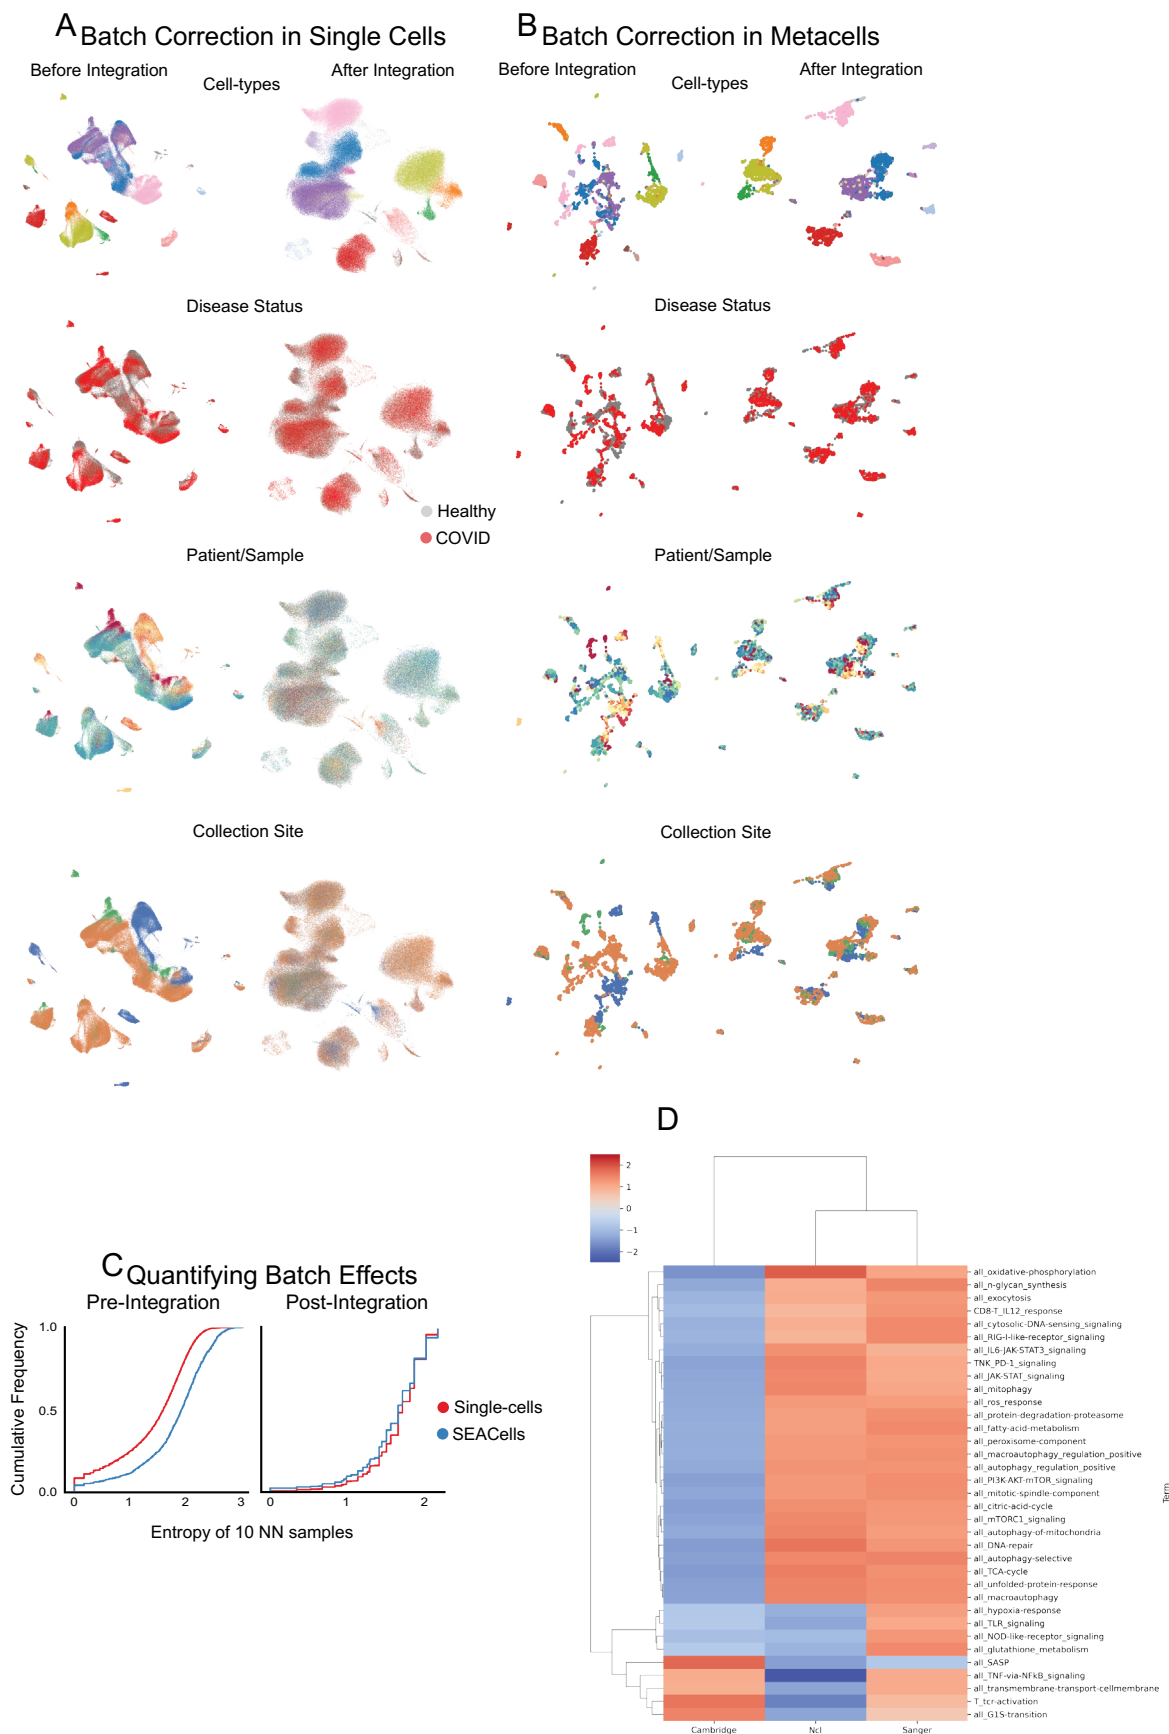 A Batch Correction in Single Cells
Before Integration
Cell-types
After Integration
Disease Status
Healthy
COVID
Patient/Sample
Collection Site
B Batch Correction in Metacells
Before Integration
Cell-types
After Integration
Disease Status
Patient/Sample
Collection Site
C Quantifying Batch Effects
Pre-Integration
Post-Integration
Cumulative Frequency
1.0
0.5
0.0
0 1 2 3
0 1 2
Single-cells
SEACells
Entropy of 10 NN samples
D
2
1
0
−1
−2
all_oxidative-phosphorylation
all_n-glycan_synthesis
all_exocytosis
CD8-T_IL12_response
all_cytosolic-DNA-sensing_signaling
all_RIG-I-like-receptor_signaling
all_IL6-JAK-STAT3_signaling
TNK_PD-1_signaling
all_JAK-STAT_signaling
all_mitophagy
all_ros_response
all_protein-degradation-proteasome
all_fatty-acid-metabolism
all_peroxisome-component
all_macroautophagy_regulation_positive
all_autophagy_regulation_positive
all_PI3K-AKT-mTOR_signaling
all_mitotic-spindle-component
all_citric-acid-cycle
all_mTORC1_signaling
all_autophagy-of-mitochondria
all_DNA-repair
all_autophagy-selective
all_TCA-cycle
all_unfolded-protein-response
all_macroautophagy
all_hypoxia-response
all_TLR_signaling
all_NOD-like-receptor_signaling
all_glutathione_metabolism
all_SASP
all_TNF-via-NFkB_signaling
all_transmembrane-transport-cellmembrane
T_tcr-activation
all_G1S-transition
Term
Cambridge Ncl Sanger